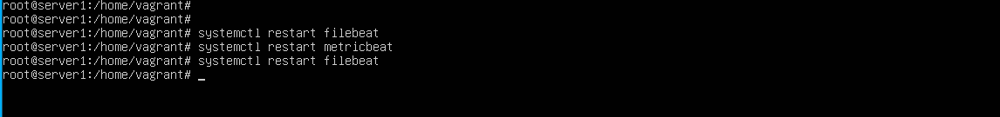 root@server1:/home/vagrant#
root@server1:/home/vagrant#
root@server1:/home/vagrant# systemctl restart filebeat
root@server1:/home/vagrant# systemctl restart metricbeat
root@server1:/home/vagrant# systemctl restart filebeat
root@server1:/home/vagrant# _